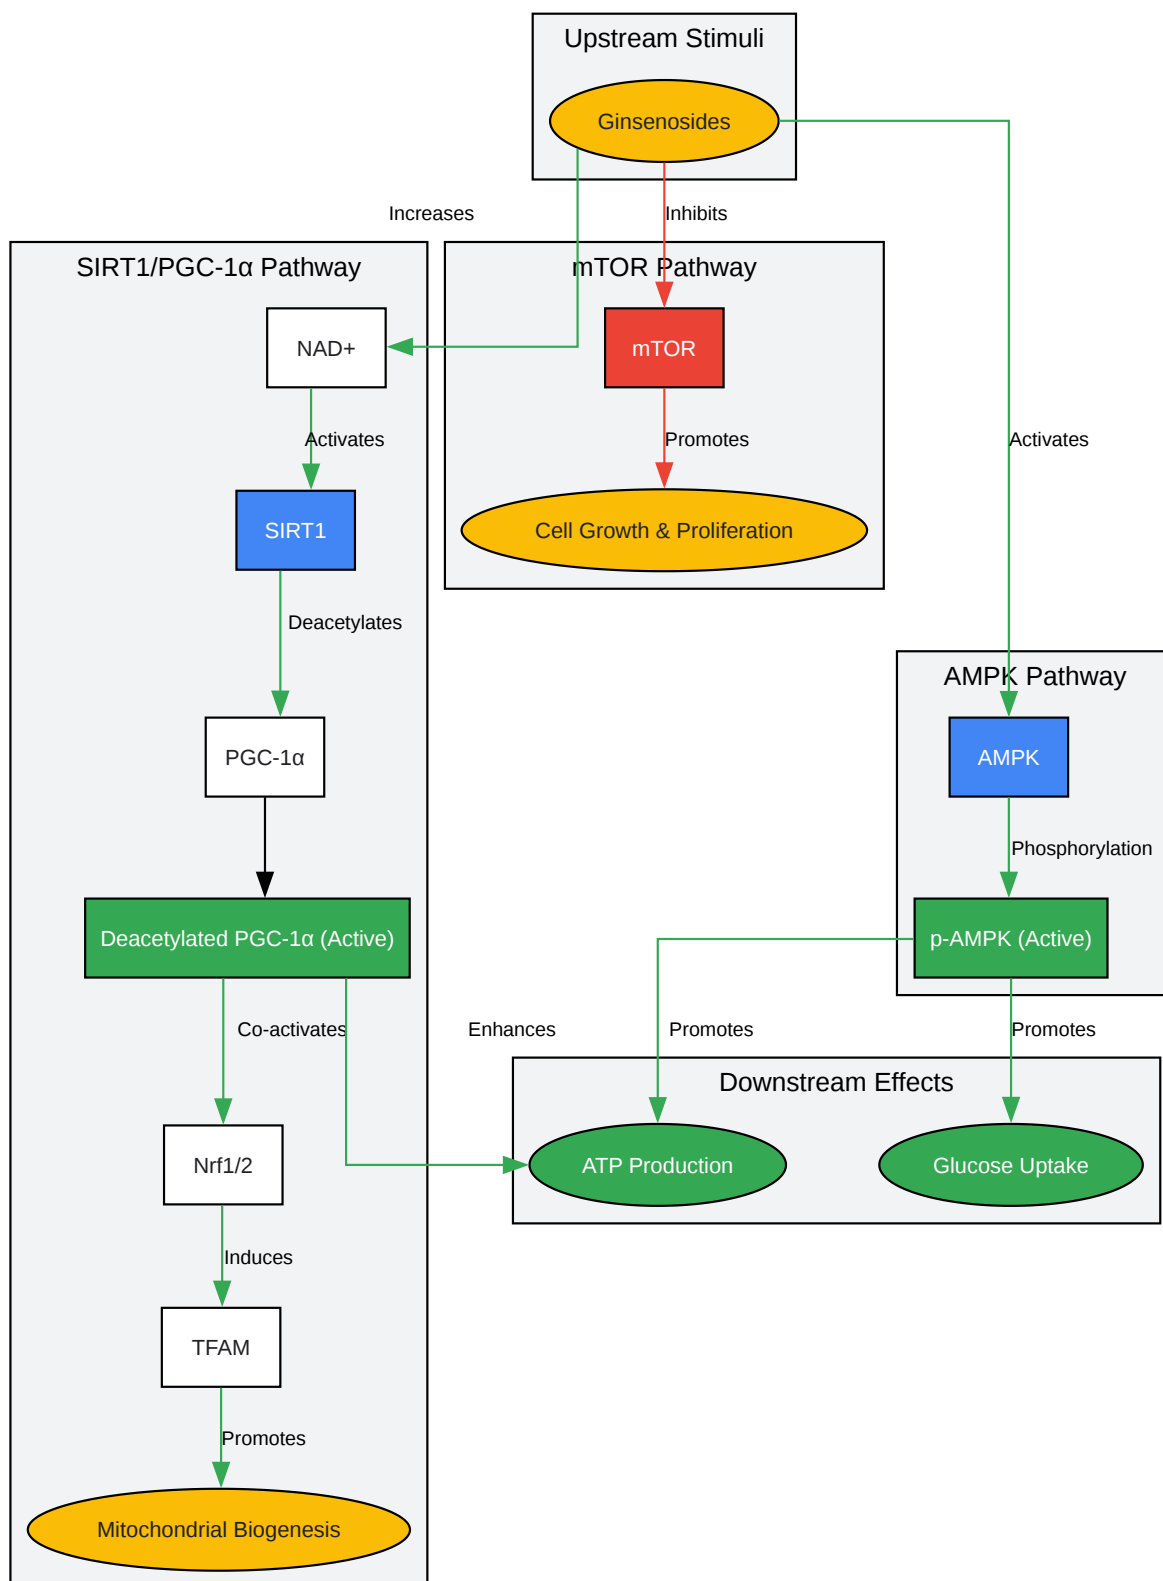 Upstream Stimuli
Ginsenosides
Increases
Inhibits
SIRT1/PGC-1α Pathway
mTOR Pathway
NAD+
mTOR
Activates
Promotes
Activates
SIRT1
Cell Growth & Proliferation
Deacetylates
AMPK Pathway
PGC-1α
AMPK
Phosphorylation
Deacetylated PGC-1α (Active)
p-AMPK (Active)
Co-activates
Enhances
Promotes
Promotes
Downstream Effects
Nrf1/2
ATP Production
Glucose Uptake
Induces
TFAM
Promotes
Mitochondrial Biogenesis